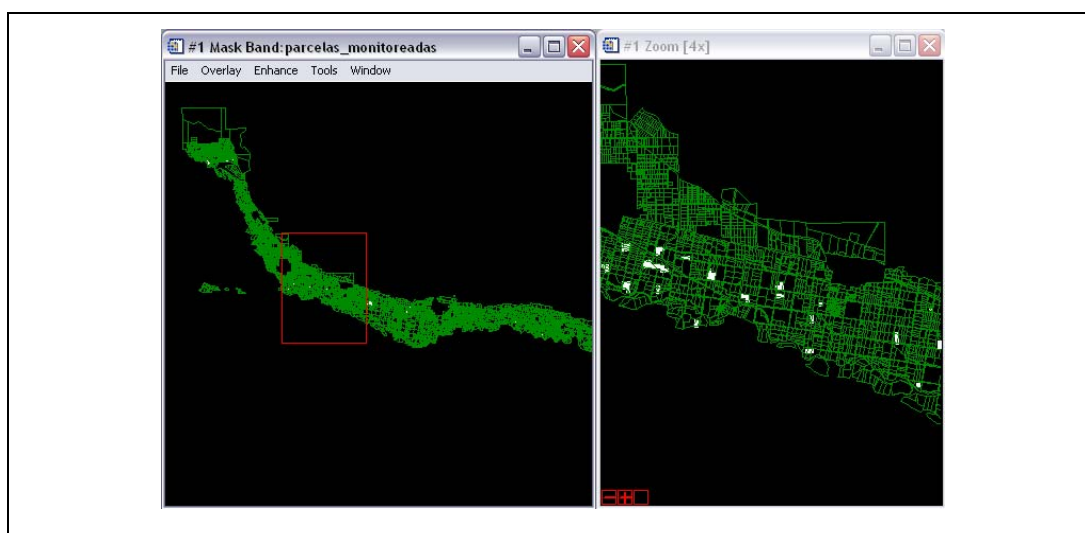 #1 Mask Band:parcelas_monitoreadas
File Overlay Enhance Tools Window
#1 Zoom [4x]